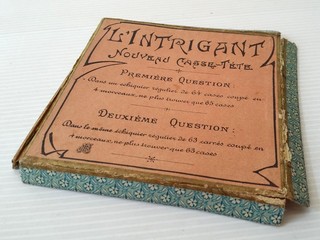 L'INTRIGANT
NOUVEAU CASSE-TÊTE
PREMIÈRE QUESTION :
Dans un échiquier régulier de 64 carrés coupé en
4 morceaux, ne plus trouver que 63 cases
DEUXIÈME QUESTION :
Dans le même échiquier régulier de 63 carrés coupé en
4 morceaux, ne plus trouver que 63 cases